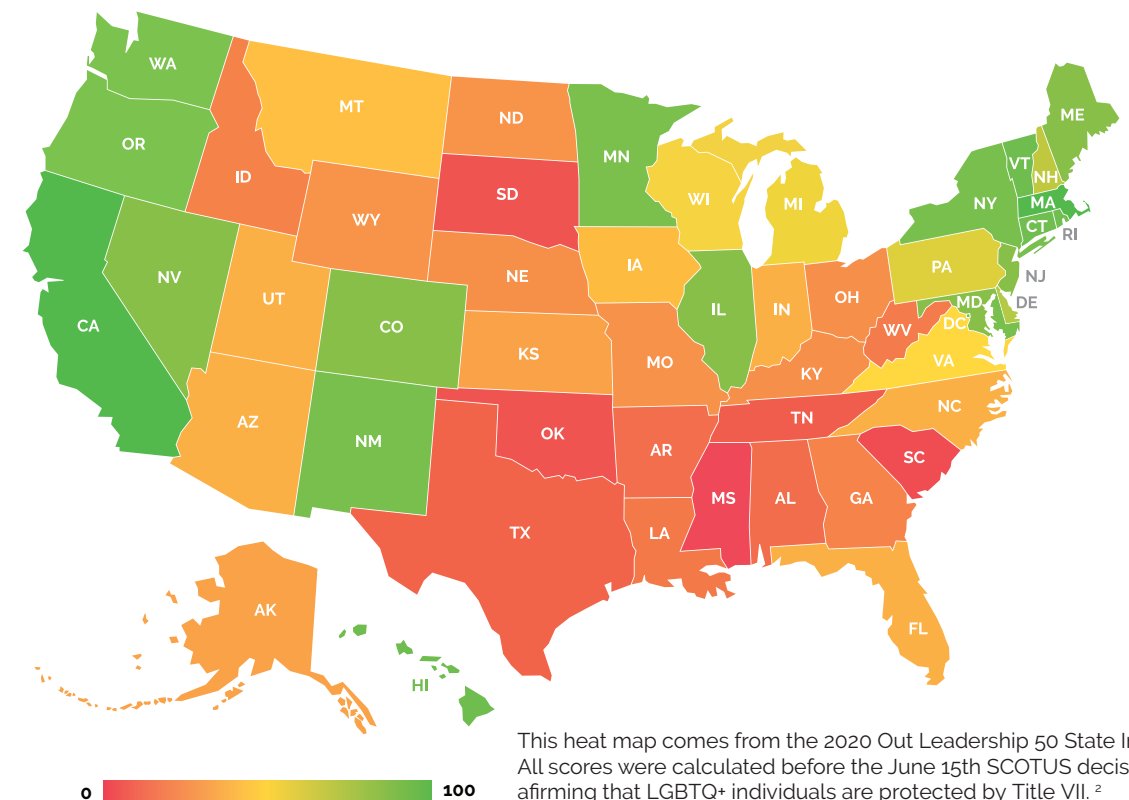 WA
OR
CA
NV
ID
MT
WY
UT
AZ
CO
NM
ND
SD
NE
KS
OK
TX
MN
IA
MO
AR
LA
WI
IL
MI
IN
OH
KY
TN
MS
AL
GA
FL
SC
NC
VA
WV
DC
MD
DE
PA
NJ
NY
CT
RI
MA
VT
NH
ME
AK
HI
This heat map comes from the 2020 Out Leadership 50 State
All scores were calculated before the June 15th SCOTUS
afirming that LGBTQ+ individuals are protected by Title VII. ²
0 100